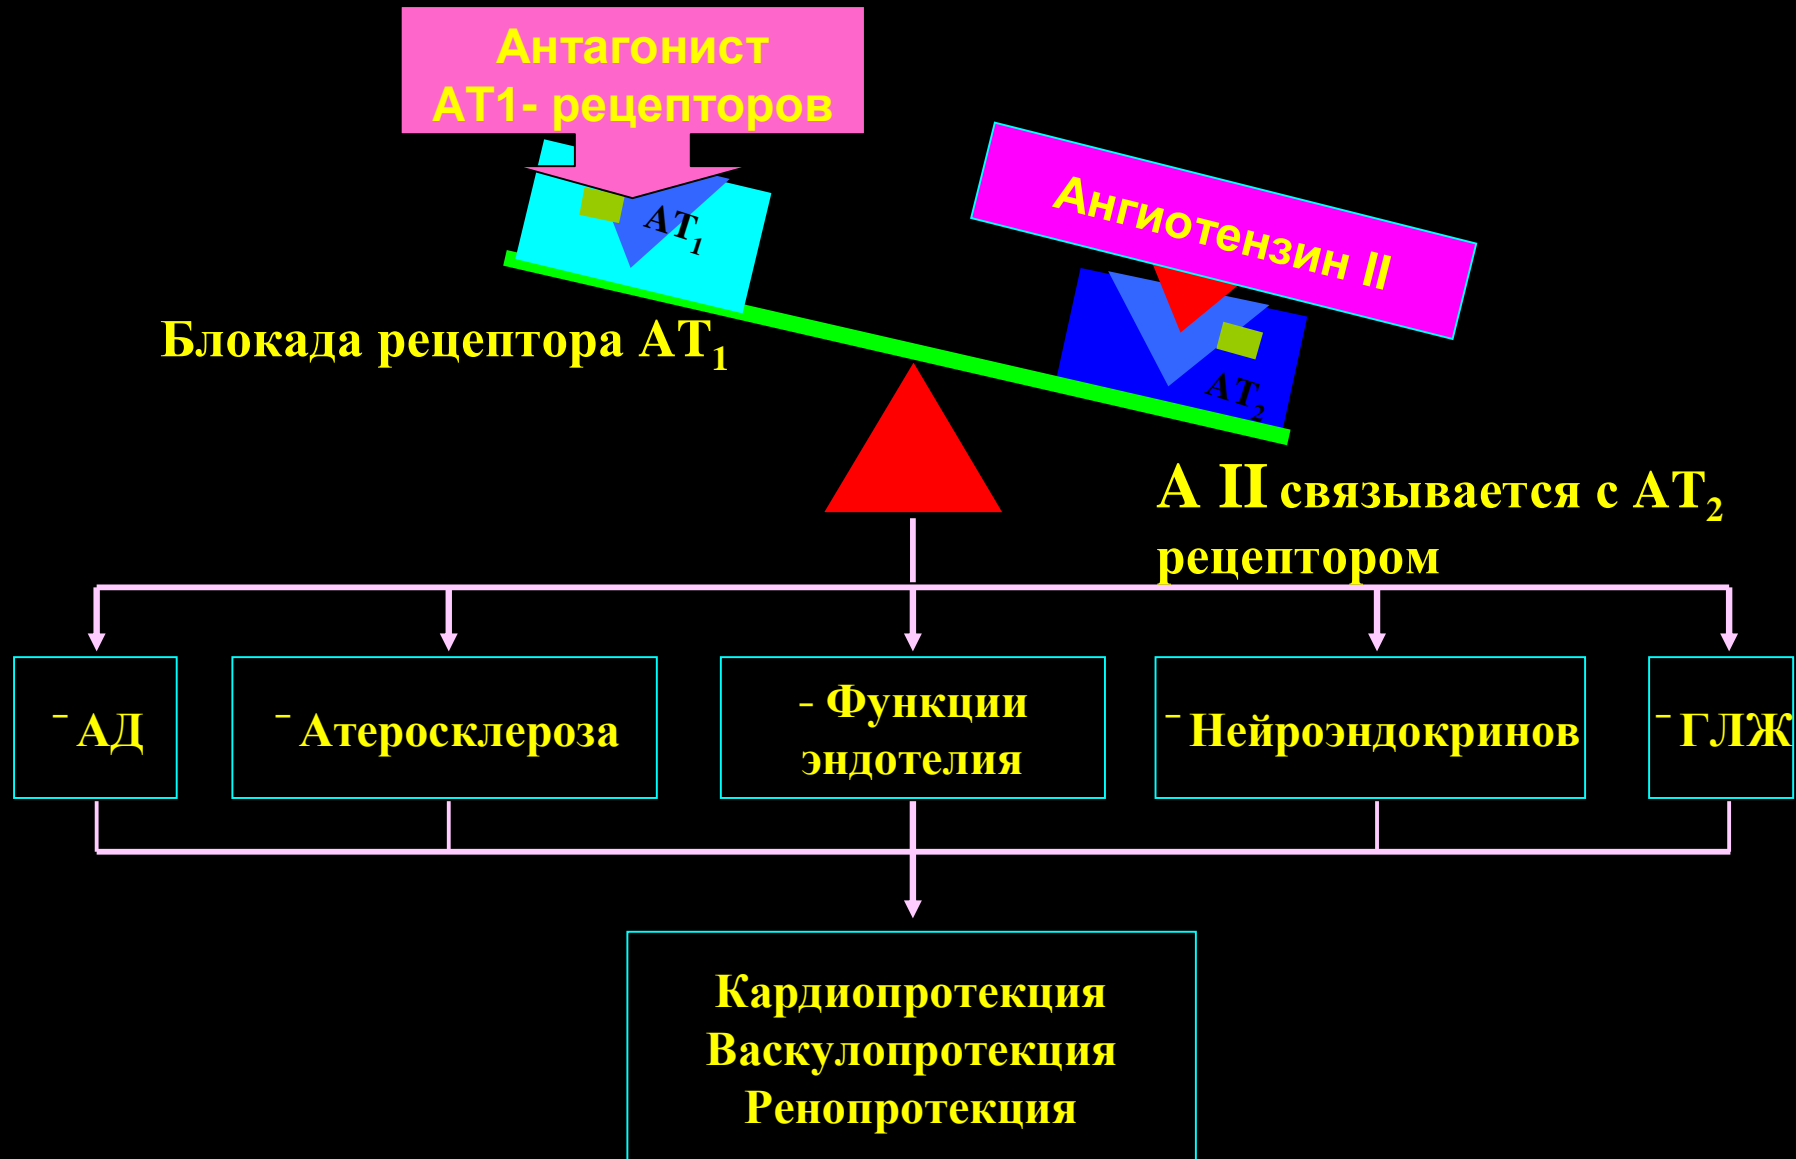 Антагонист
АТ1- рецепторов
АТ₁
Ангиотензин II
АТ₂
Блокада рецептора АТ₁
А II связывается с АТ₂
рецептором
¯ АД
¯ Атеросклероза
- Функции
эндотелия
¯ Нейроэндокринов
¯ ГЛЖ
Кардиопротекция
Васкулопротекция
Ренопротекция